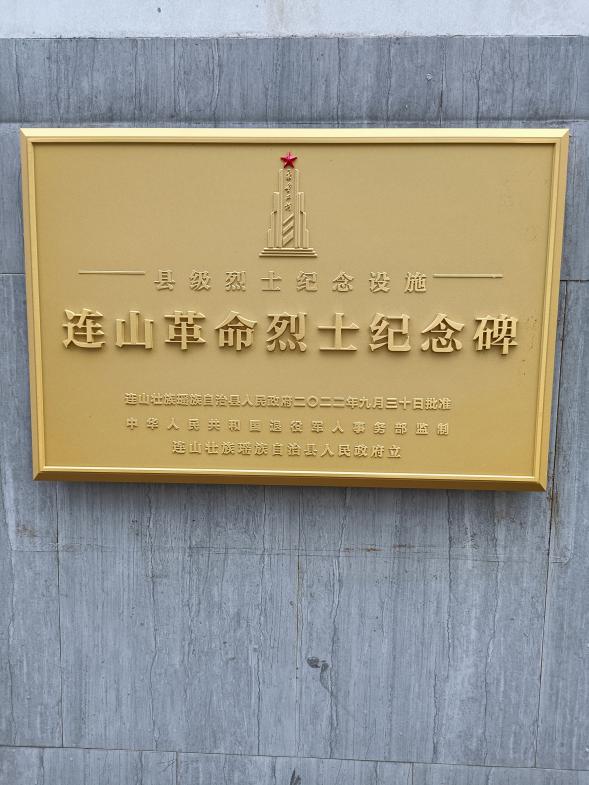 县级烈士纪念设施
连山革命烈士纪念碑
连山壮族瑶族自治县人民政府二〇二二年九月三十日批准
中华人民共和国退役军人事务部监制
连山壮族瑶族自治县人民政府立